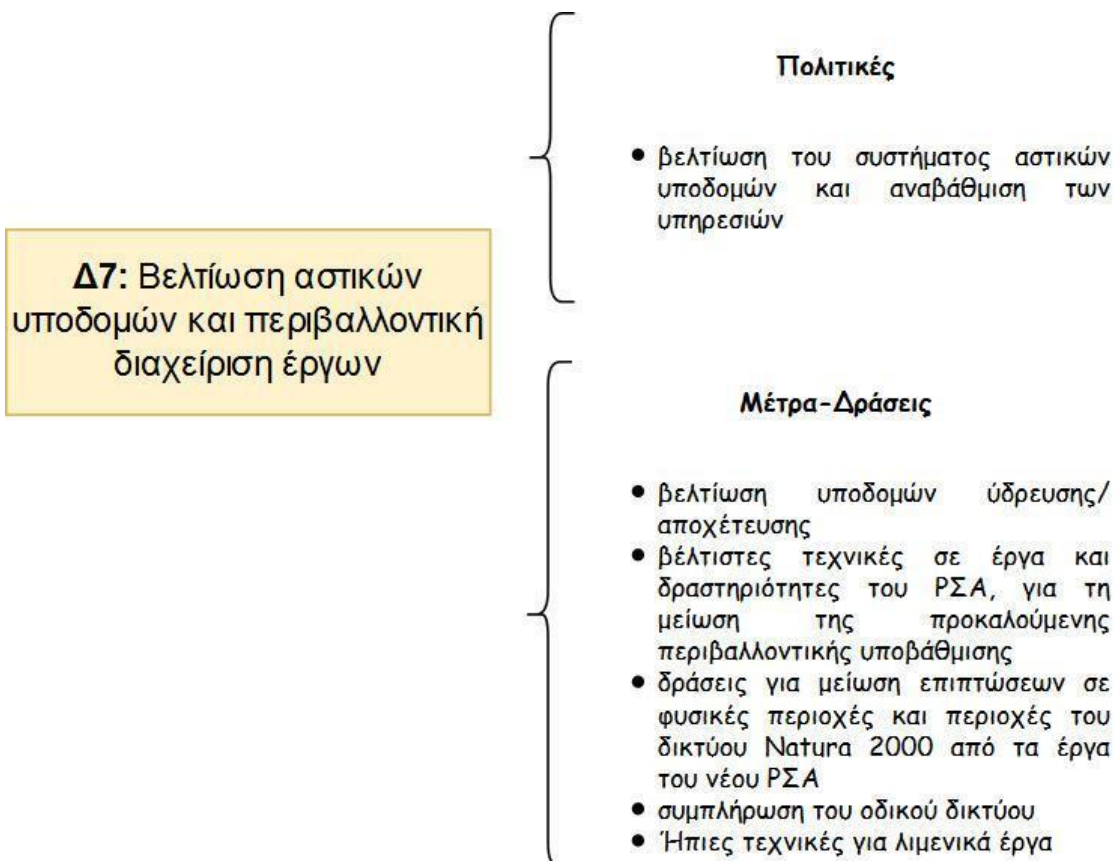 Πολιτικές
• βελτίωση του συστήματος αστικών
υποδομών και αναβάθμιση των
υπηρεσιών
Δ7: Βελτίωση αστικών
υποδομών και περιβαλλοντική
διαχείριση έργων
Μέτρα-Δράσεις
• βελτίωση υποδομών ύδρευσης/
αποχέτευσης
• βέλτιστες τεχνικές σε έργα και
δραστηριότητες του ΡΣΑ, για τη
μείωση της προκαλούμενης
περιβαλλοντικής υποβάθμισης
• δράσεις για μείωση επιπτώσεων σε
φυσικές περιοχές και περιοχές του
δικτύου Natura 2000 από τα έργα
του νέου ΡΣΑ
• συμπλήρωση του οδικού δικτύου
• Ήπιες τεχνικές για λιμενικά έργα